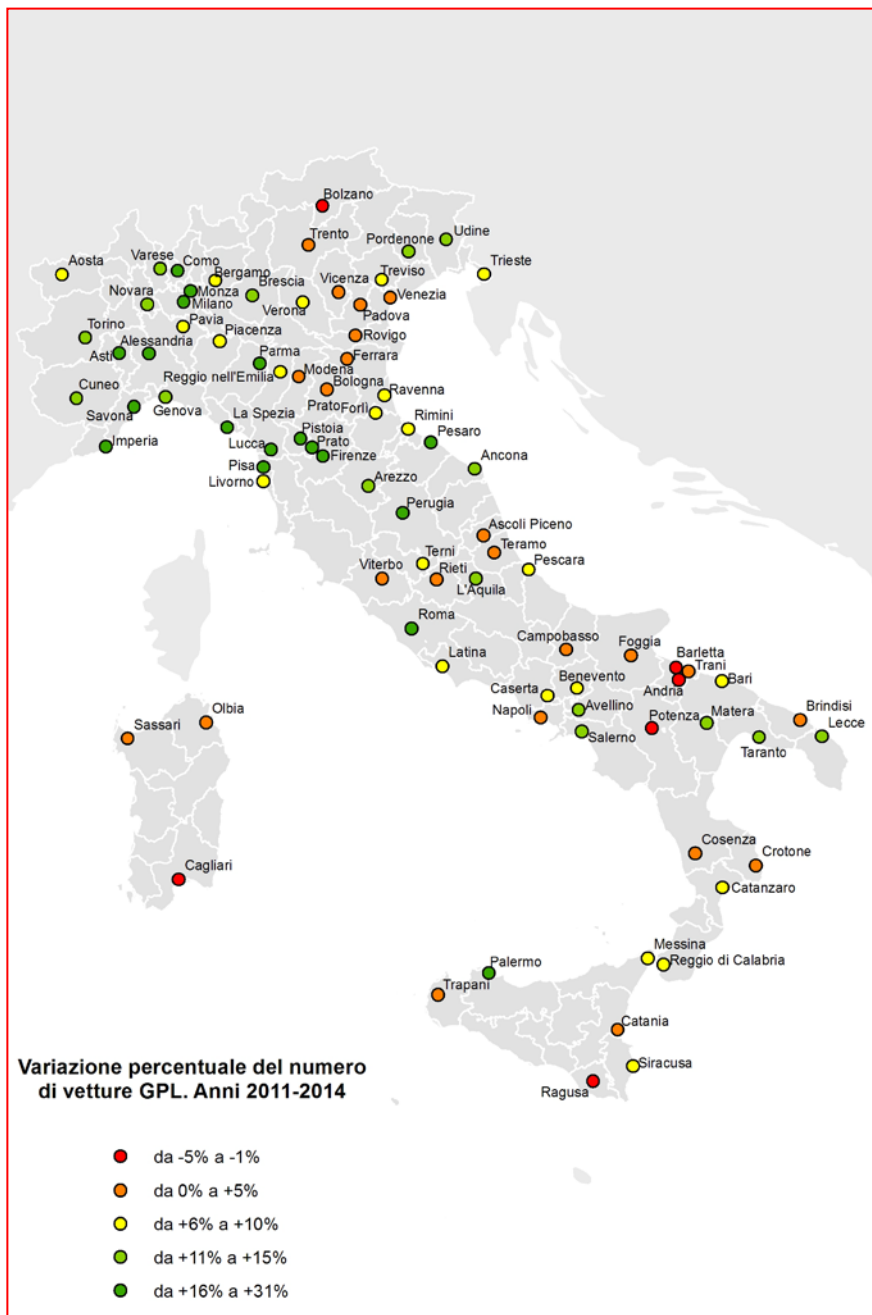 Bolzano
Trento
Udine
Pordenone
Aosta
Varese
Como
Bergamo
Treviso
Trieste
Novara
Monza
Milano
Brescia
Verona
Vicenza
Venezia
Padova
Torino
Pavia
Piacenza
Rovigo
Asti
Alessandria
Parma
Ferrara
Cuneo
Reggio nell'Emilia
Modena
Bologna
Ravenna
Savona
Genova
La Spezia
Prato
Forlì
Rimini
Imperia
Lucca
Pistoia
Prato
Firenze
Pesaro
Pisa
Livorno
Arezzo
Ancona
Perugia
Ascoli Piceno
Teramo
Viterbo
Terni
Rieti
L'Aquila
Pescara
Roma
Latina
Campobasso
Foggia
Barletta
Trani
Andria
Bari
Caserta
Benevento
Napoli
Avellino
Salerno
Potenza
Matera
Brindisi
Lecce
Taranto
Olbia
Sassari
Cagliari
Cosenza
Crotone
Catanzaro
Messina
Reggio di Calabria
Palermo
Trapani
Catania
Siracusa
Ragusa
Variazione percentuale del numero
di vetture GPL. Anni 2011-2014
da -5% a -1%
da 0% a +5%
da +6% a +10%
da +11% a +15%
da +16% a +31%